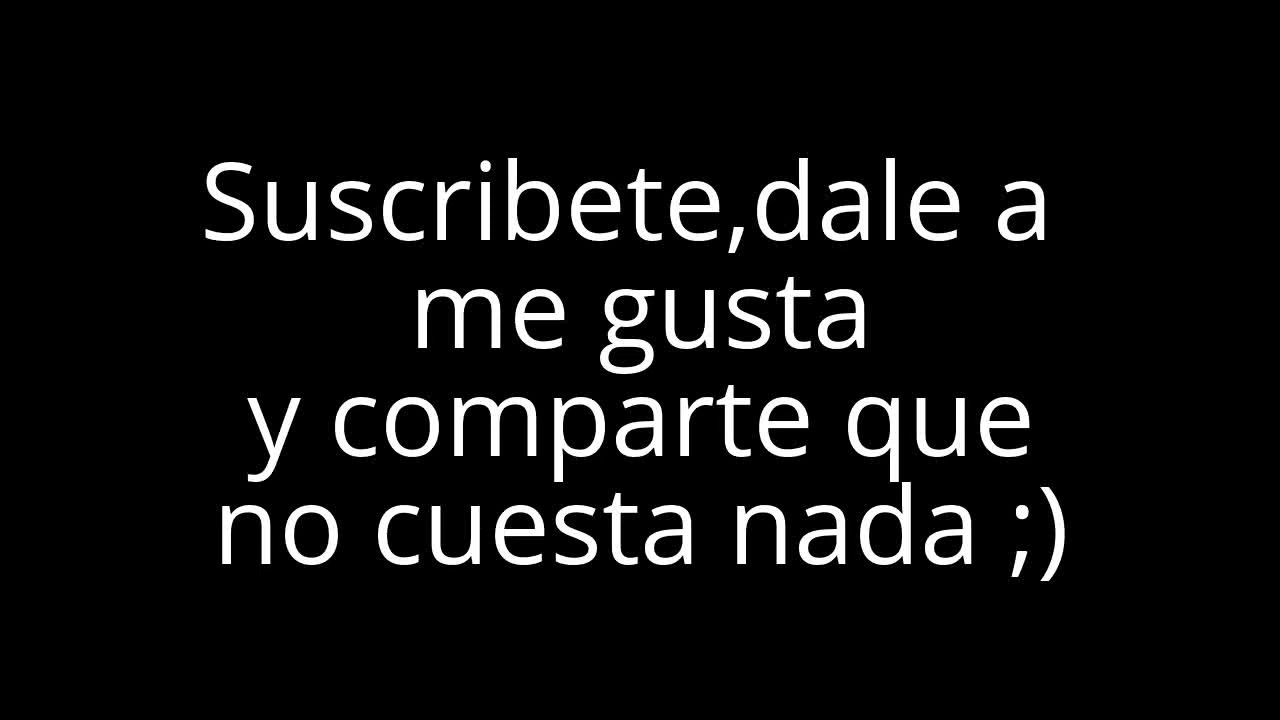 Suscribete,dale a
me gusta
y comparte que
no cuesta nada ;)